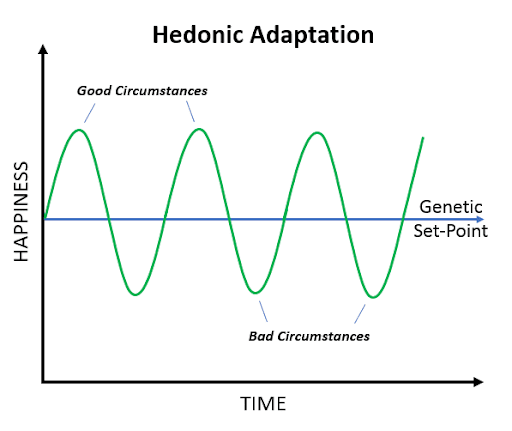 Hedonic Adaptation
Good Circumstances
HAPPINESS
Genetic
Set-Point
Bad Circumstances
TIME